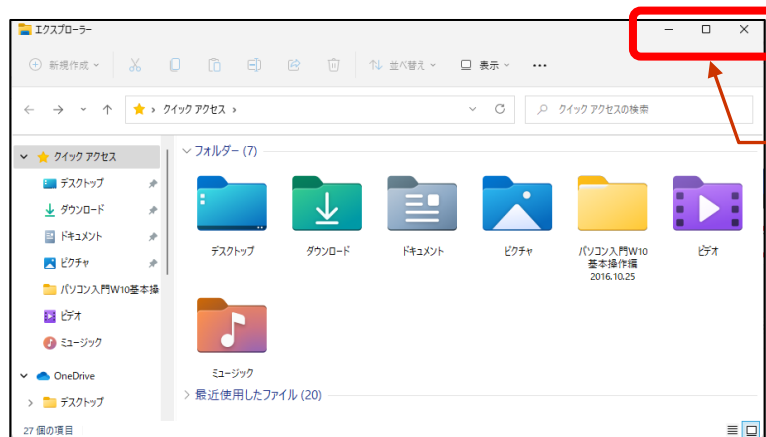 エクスプローラー
新規作成
並べ替え
表示
クイック アクセス
クイック アクセスの検索
クイック アクセス
デスクトップ
ダウンロード
ドキュメント
ピクチャ
パソコン入門W10基本操
ビデオ
ミュージック
OneDrive
デスクトップ
フォルダー (7)
デスクトップ
ダウンロード
ドキュメント
ピクチャ
パソコン入門W10
基本操作編
2016.10.25
ビデオ
ミュージック
最近使用したファイル (20)
27 個の項目